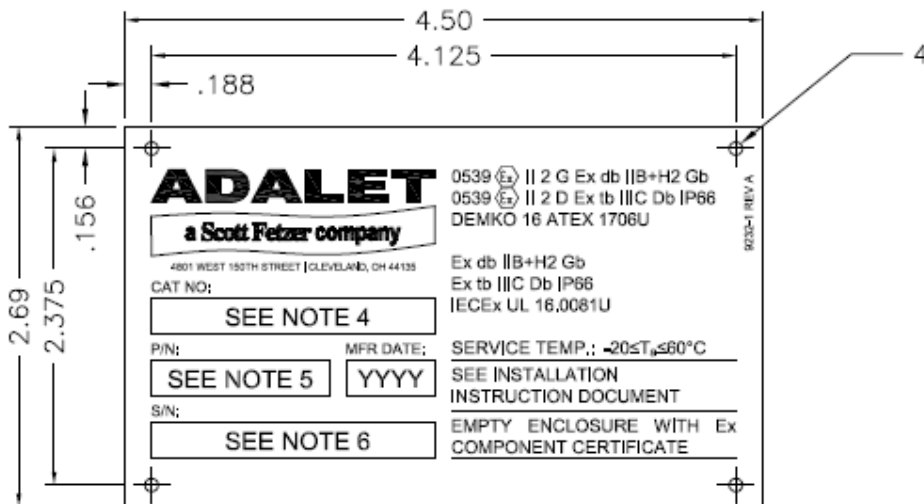 4.50
4.125
.188
4
.156
2.375
2.69
ADALET
a Scott Fetzer company
4801 WEST 150TH STREET | CLEVELAND, OH 44135
CAT NO:
SEE NOTE 4
P/N:
MFR DATE:
SEE NOTE 5
YYYY
S/N:
SEE NOTE 6
0539 Ex II 2 G Ex db IIB+H2 Gb
0539 Ex II 2 D Ex tb IIIC Db IP66
DEMKO 16 ATEX 1706U
Ex db IIB+H2 Gb
Ex tb IIIC Db IP66
IECEx UL 16.0081U
SERVICE TEMP.: -20≤Tₐ≤60°C
SEE INSTALLATION
INSTRUCTION DOCUMENT
EMPTY ENCLOSURE WITH Ex
COMPONENT CERTIFICATE
9232-1 REV A